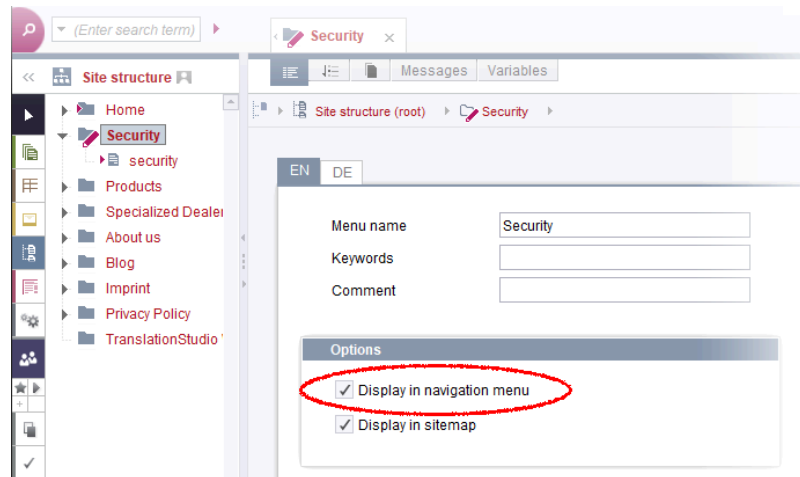 (Enter search term)
Security
Site structure
Messages
Variables
Home
Security
security
Products
Specialized Dealer
About us
Blog
Imprint
Privacy Policy
TranslationStudio
Site structure (root)
Security
EN
DE
Menu name
Security
Keywords
Comment
Options
Display in navigation menu
Display in sitemap